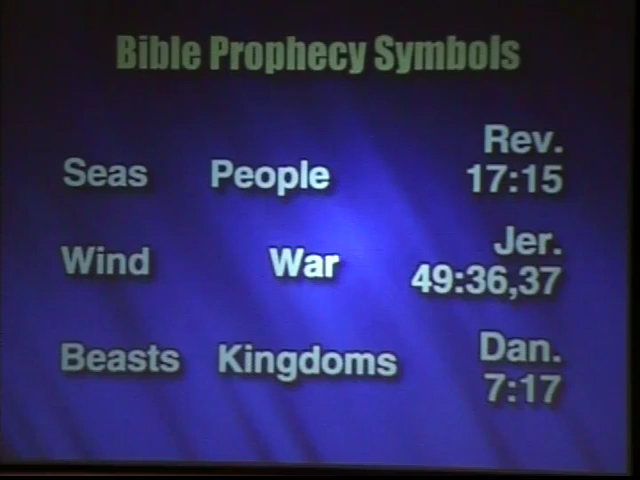 Bible Prophecy Symbols
Seas People Rev. 17:15
Wind War Jer. 49:36,37
Beasts Kingdoms Dan. 7:17